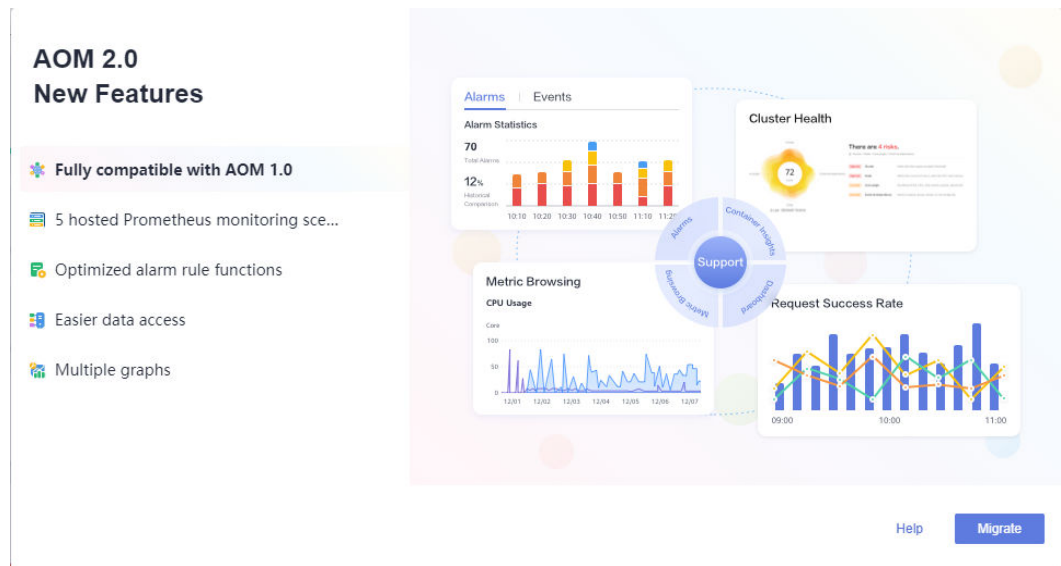 AOM 2.0
New Features
Fully compatible with AOM 1.0
5 hosted Prometheus monitoring sce...
Optimized alarm rule functions
Easier data access
Multiple graphs
Alarms
Events
Alarm Statistics
70
Total Alarms
12%
Historical
Comparison
10:10 10:20 10:30 10:40 10:50 11:10 11:20
Cluster Health
72
There are 4 risks.
Alarms
Container Insights
Support
Metric Browsing
Dashboard
Metric Browsing
CPU Usage
Core
100
50
0
12/01 12/02 12/03 12/04 12/05 12/06 12/07
Request Success Rate
09:00 10:00 11:00
Help
Migrate